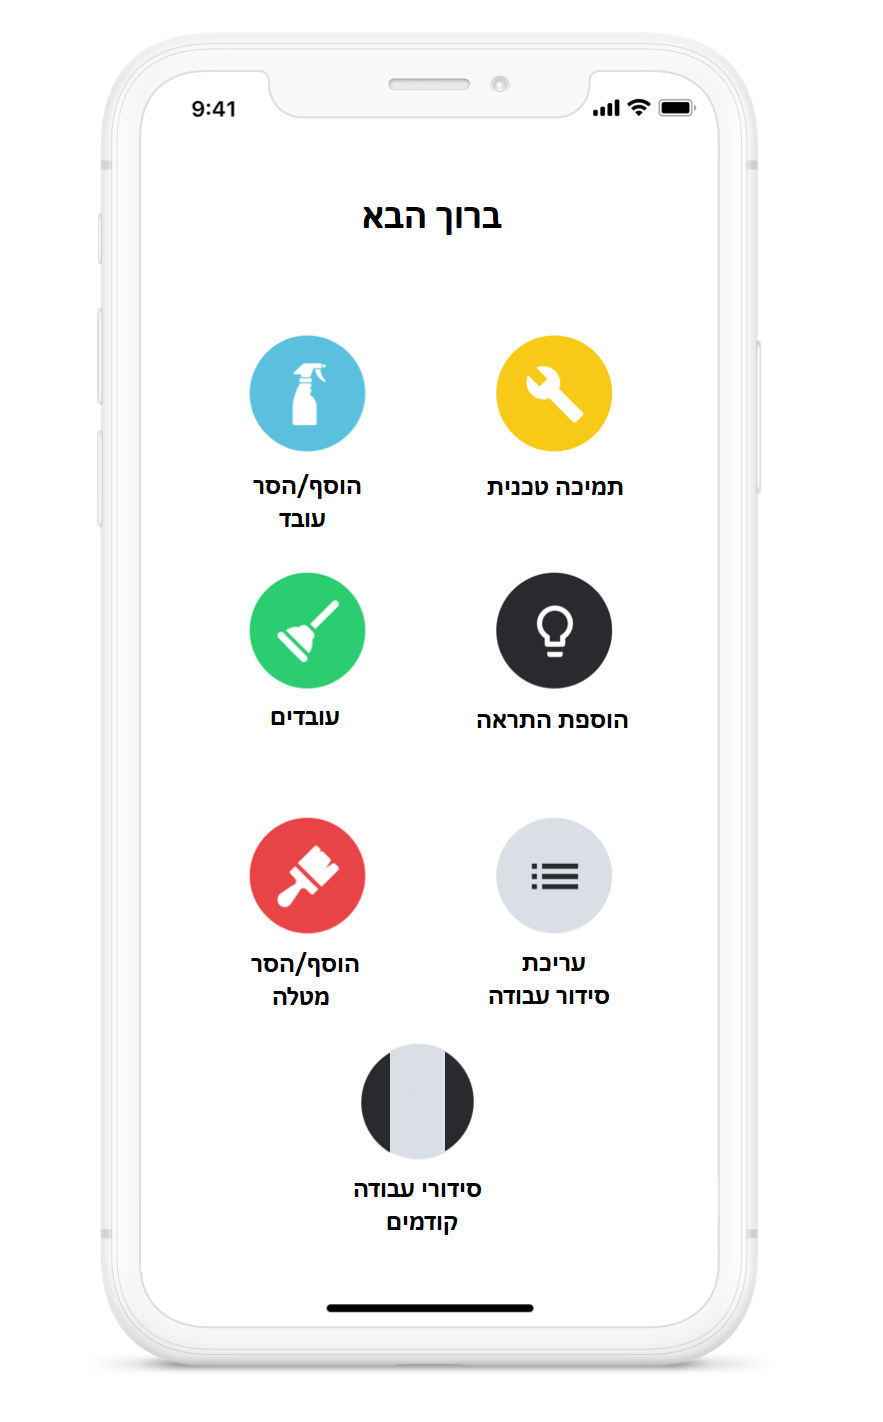 9:41
ברוך הבא
תמיכה טכנית
הוסף/הסר
עובד
הוספת התראה
עובדים
עריכת
סידור עבודה
הוסף/הסר
מטלה
סידורי עבודה
קודמים